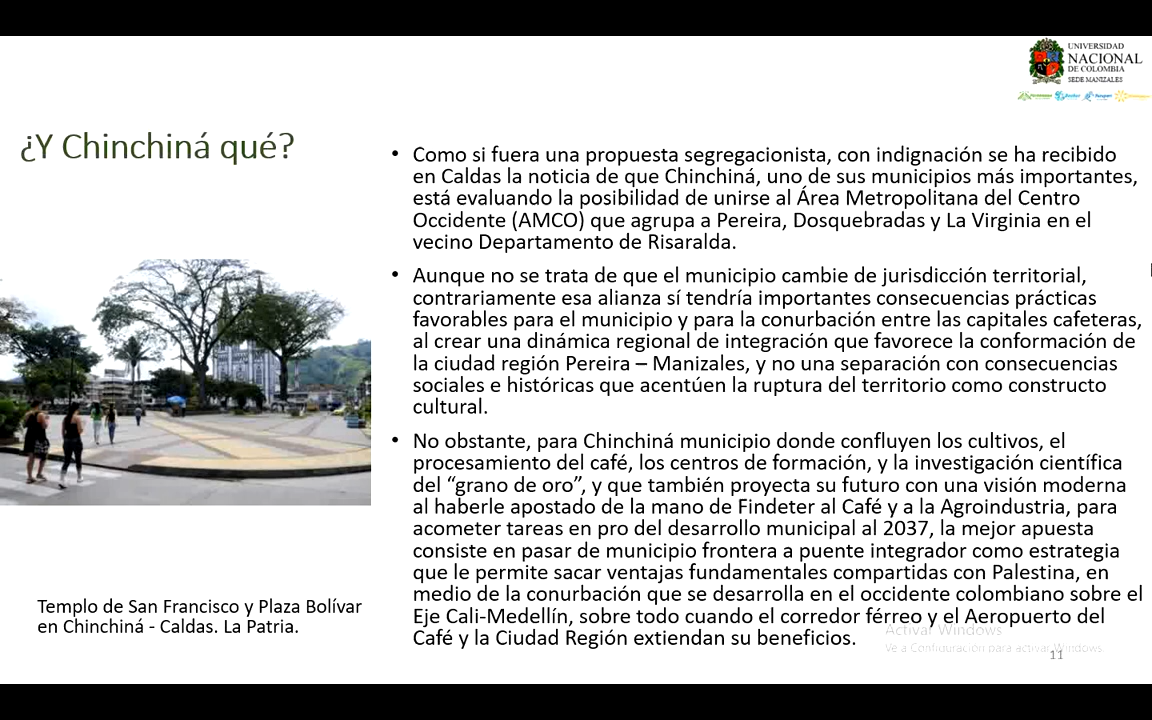 UNIVERSIDAD
NACIONAL
DE COLOMBIA
SEDE MANIZALES
¿Y Chinchiná qué?
• Como si fuera una propuesta segregacionista, con indignación se ha recibido
en Caldas la noticia de que Chinchiná, uno de sus municipios más importantes,
está evaluando la posibilidad de unirse al Área Metropolitana del Centro
Occidente (AMCO) que agrupa a Pereira, Dosquebradas y La Virginia en el
vecino Departamento de Risaralda.
• Aunque no se trata de que el municipio cambie de jurisdicción territorial,
contrariamente esa alianza sí tendría importantes consecuencias prácticas
favorables para el municipio y para la conurbación entre las capitales cafeteras,
al crear una dinámica regional de integración que favorece la conformación de
la ciudad región Pereira – Manizales, y no una separación con consecuencias
sociales e históricas que acentúen la ruptura del territorio como constructo
cultural.
• No obstante, para Chinchiná municipio donde confluyen los cultivos, el
procesamiento del café, los centros de formación, y la investigación científica
del “grano de oro”, y que también proyecta su futuro con una visión moderna
al haberle apostado de la mano de Findeter al Café y a la Agroindustria, para
acometer tareas en pro del desarrollo municipal al 2037, la mejor apuesta
consiste en pasar de municipio frontera a puente integrador como estrategia
que le permite sacar ventajas fundamentales compartidas con Palestina, en
medio de la conurbación que se desarrolla en el occidente colombiano sobre el
Eje Cali-Medellín, sobre todo cuando el corredor férreo y el Aeropuerto del
Café y la Ciudad Región extiendan su beneficios.
Templo de San Francisco y Plaza Bolívar
en Chinchiná - Caldas. La Patria.
Activar Windows
Ve a Configuración para activar Windows.
11